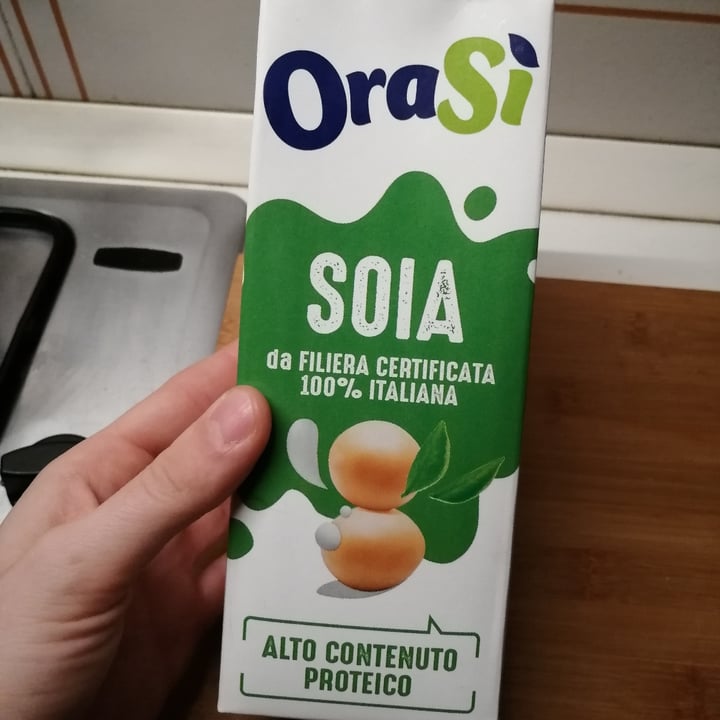 OraSì
SOIA
da FILIERA CERTIFICATA
100% ITALIANA
ALTO CONTENUTO
PROTEICO